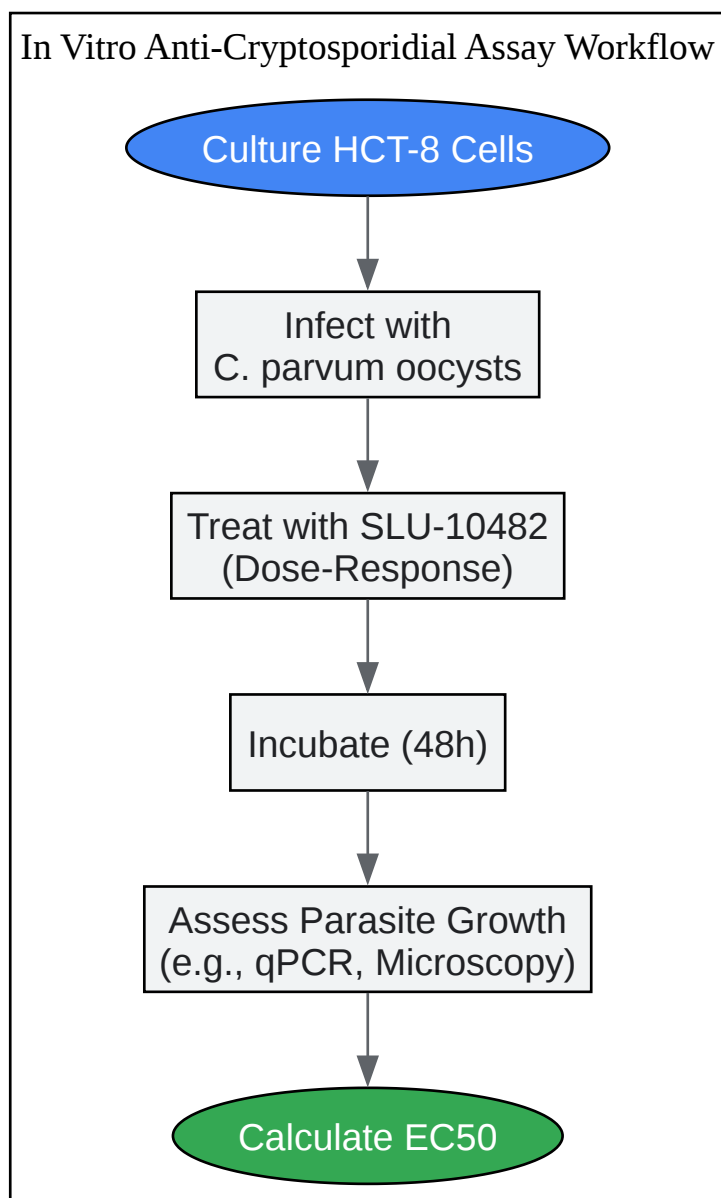 In Vitro Anti-Cryptosporidial Assay Workflow
Culture HCT-8 Cells
Infect with
C. parvum oocysts
Treat with SLU-10482
(Dose-Response)
Incubate (48h)
Assess Parasite Growth
(e.g., qPCR, Microscopy)
Calculate EC50